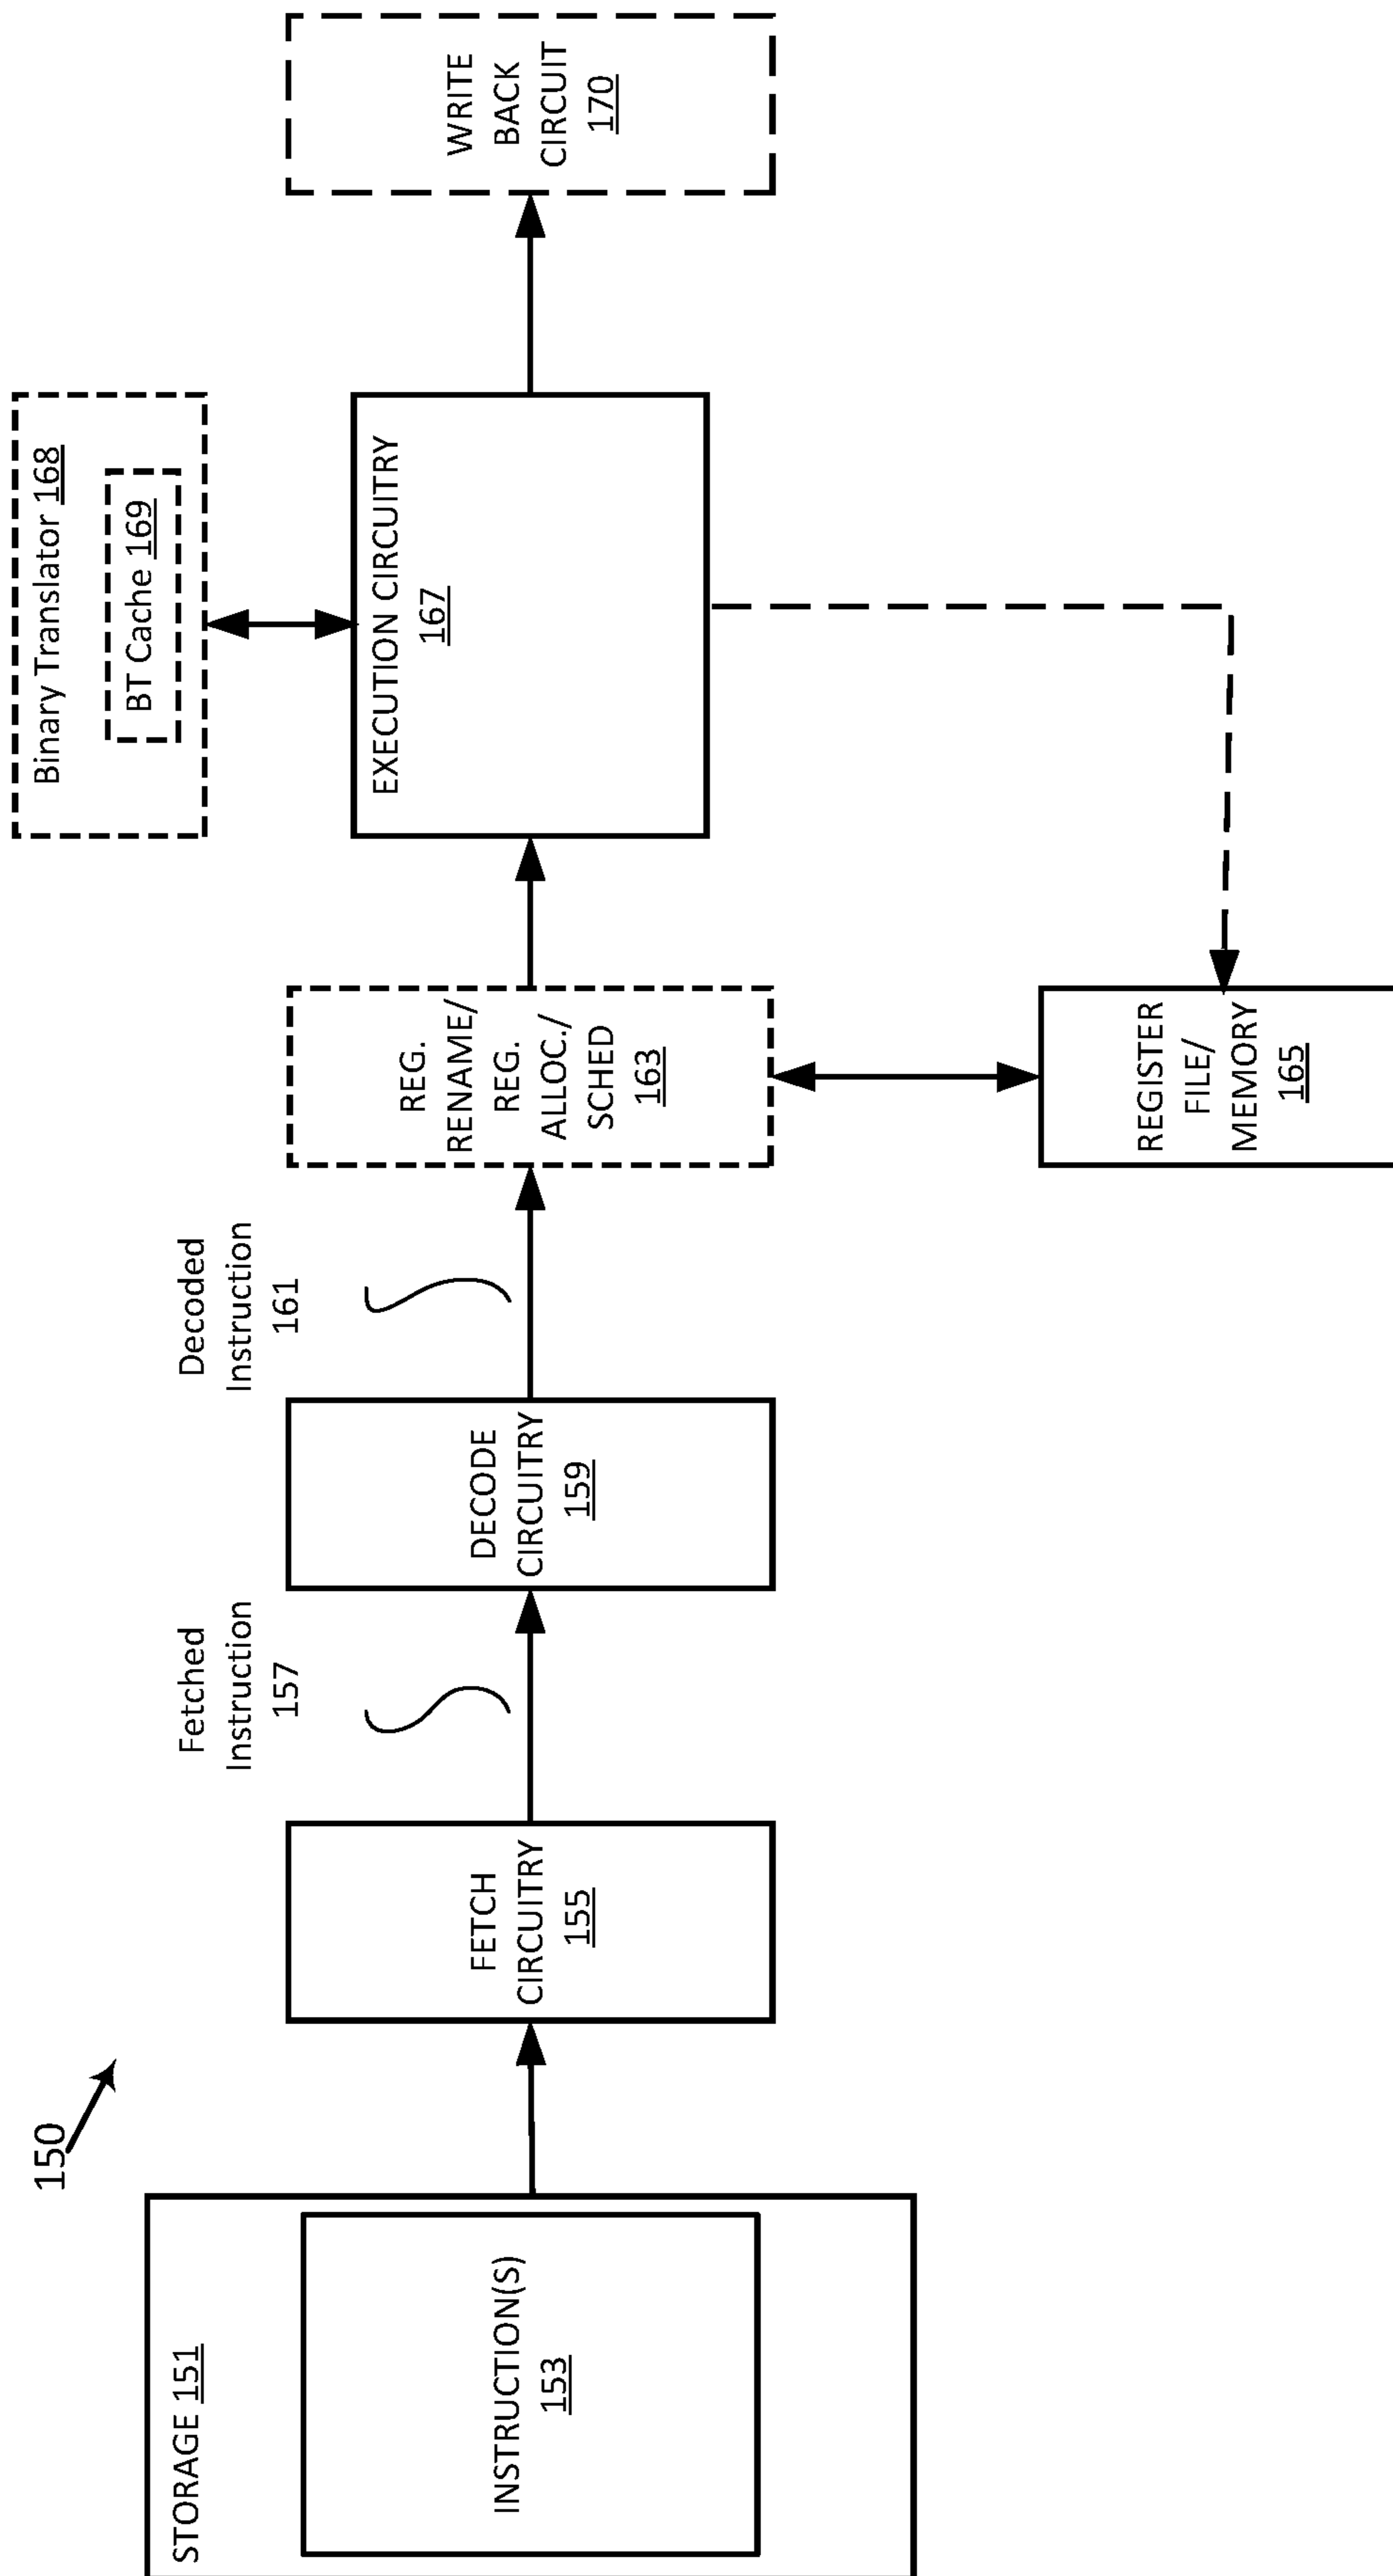 150
STORAGE 151
INSTRUCTION(S)
153
FETCH
CIRCUITRY
155
Fetched
Instruction
157
DECODE
CIRCUITRY
159
Decoded
Instruction
161
REG.
RENAME/
REG.
ALLOC./
SCHED
163
REGISTER
FILE/
MEMORY
165
Binary Translator 168
BT Cache 169
EXECUTION CIRCUITRY
167
WRITE
BACK
CIRCUIT
170